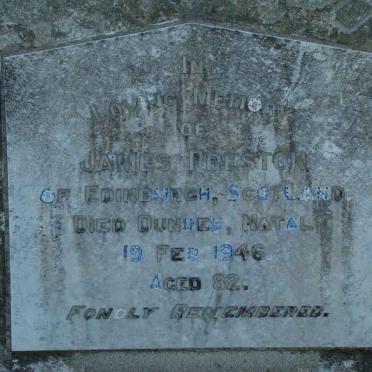 IN
LOVING MEMORY
OF
JAMES PRESTON
OF EDINBURGH, SCOTLAND.
DIED DUNDEE, NATAL,
19 FEB. 1946
AGED 82.
FONDLY REMEMBERED.